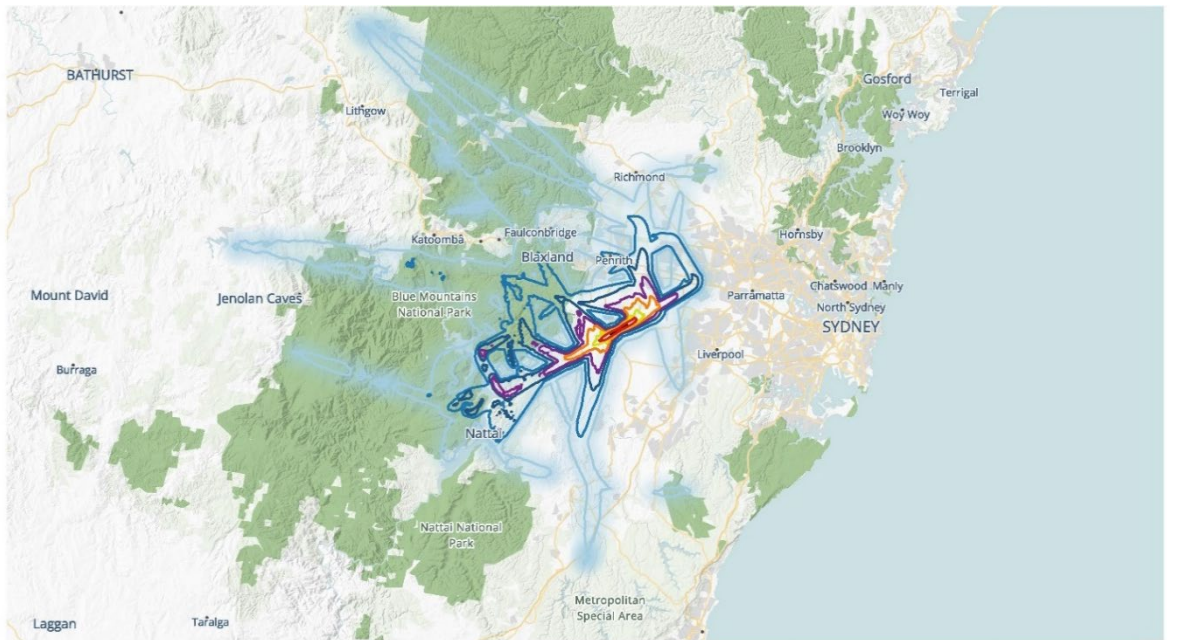 BATHURST
Lithgow
Gosford
Terrigal
Woy Woy
Brooklyn
Richmond
Hornsby
Katoomba
Faulconbridge
Blaxland
Penrith
Mount David
Jenolan Caves
Blue Mountains
National Park
Parramatta
Chatswood
Manly
North Sydney
SYDNEY
Liverpool
Burraga
Nattai
Nattai National
Park
Metropolitan
Special Area
Laggan
Taralga